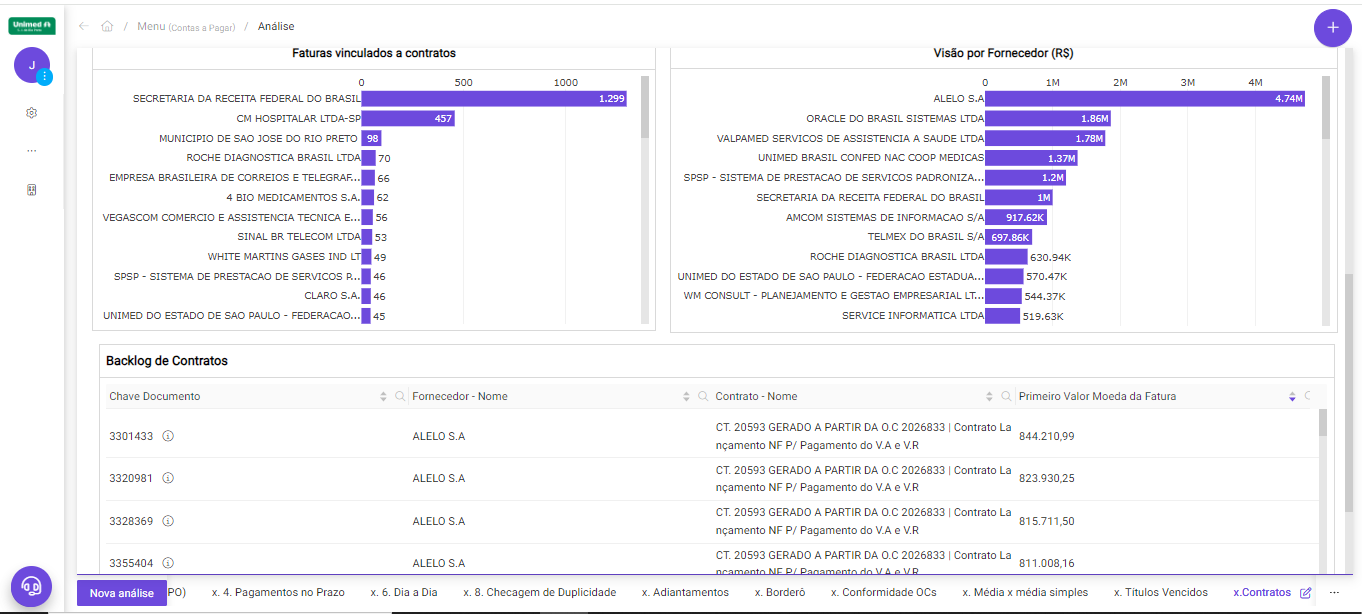 Unimed
J
/ Menu (Contas a Pagar) / Análise
+
Faturas vinculados a contratos
0 500 1000
SECRETARIA DA RECEITA FEDERAL DO BRASIL 1.299
CM HOSPITALAR LTDA-SP 457
MUNICIPIO DE SAO JOSE DO RIO PRETO 98
ROCHE DIAGNOSTICA BRASIL LTDA 70
EMPRESA BRASILEIRA DE CORREIOS E TELEGRAF... 66
4 BIO MEDICAMENTOS S.A. 62
VEGASCOM COMERCIO E ASSISTENCIA TECNICA E... 56
SINAL BR TELECOM LTDA 53
WHITE MARTINS GASES IND LT 49
SPSP - SISTEMA DE PRESTACAO DE SERVICOS P... 46
CLARO S.A. 46
UNIMED DO ESTADO DE SAO PAULO - FEDERACAO... 45
Visão por Fornecedor (R$)
0 1M 2M 3M 4M
ALELO S.A 4.74M
ORACLE DO BRASIL SISTEMAS LTDA 1.86M
VALPAMED SERVICOS DE ASSISTENCIA A SAUDE LTDA 1.78M
UNIMED BRASIL CONFED NAC COOP MEDICAS 1.37M
SPSP - SISTEMA DE PRESTACAO DE SERVICOS PADRONIZA... 1.2M
SECRETARIA DA RECEITA FEDERAL DO BRASIL 1M
AMCOM SISTEMAS DE INFORMACAO S/A 917.62K
TELMEX DO BRASIL S/A 697.86K
ROCHE DIAGNOSTICA BRASIL LTDA 630.94K
UNIMED DO ESTADO DE SAO PAULO - FEDERACAO ESTADUA... 570.47K
WM CONSULT - PLANEJAMENTO E GESTAO EMPRESARIAL LT... 544.37K
SERVICE INFORMATICA LTDA 519.63K
Backlog de Contratos
Chave Documento Fornecedor - Nome Contrato - Nome Primeiro Valor Moeda da Fatura
3301433 ALELO S.A CT. 20593 GERADO A PARTIR DA O.C 2026833 | Contrato La 844.210,99
nçamento NF P/ Pagamento do V.A e V.R
3320981 ALELO S.A CT. 20593 GERADO A PARTIR DA O.C 2026833 | Contrato La 823.930,25
nçamento NF P/ Pagamento do V.A e V.R
3328369 ALELO S.A CT. 20593 GERADO A PARTIR DA O.C 2026833 | Contrato La 815.711,50
nçamento NF P/ Pagamento do V.A e V.R
3355404 ALELO S.A CT. 20593 GERADO A PARTIR DA O.C 2026833 | Contrato La 811.008,16
nçamento NF P/ Pagamento do V.A e V.R
Nova análise PO) x. 4. Pagamentos no Prazo x. 6. Dia a Dia x. 8. Checagem de Duplicidade x. Adiantamentos x. Borderô x. Conformidade OCs x. Média x média simples x. Títulos Vencidos x.Contratos ...